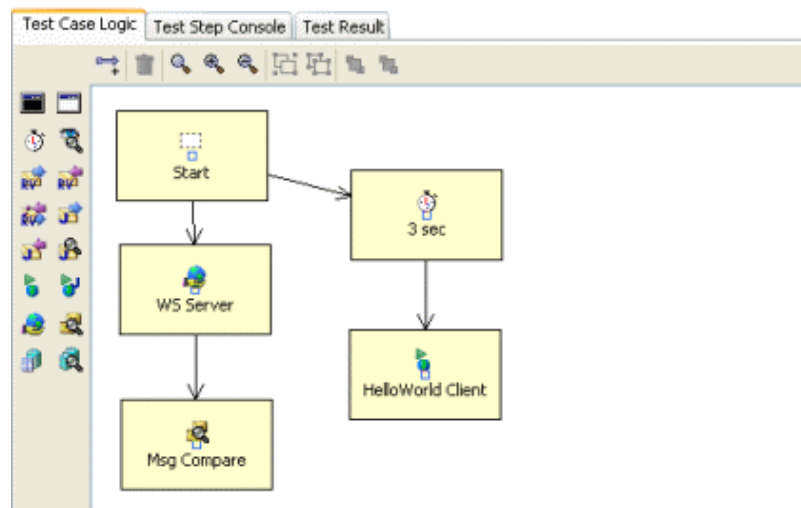 Test Case Logic
Test Step Console
Test Result
Start
3 sec
WS Server
HelloWorld Client
Msg Compare